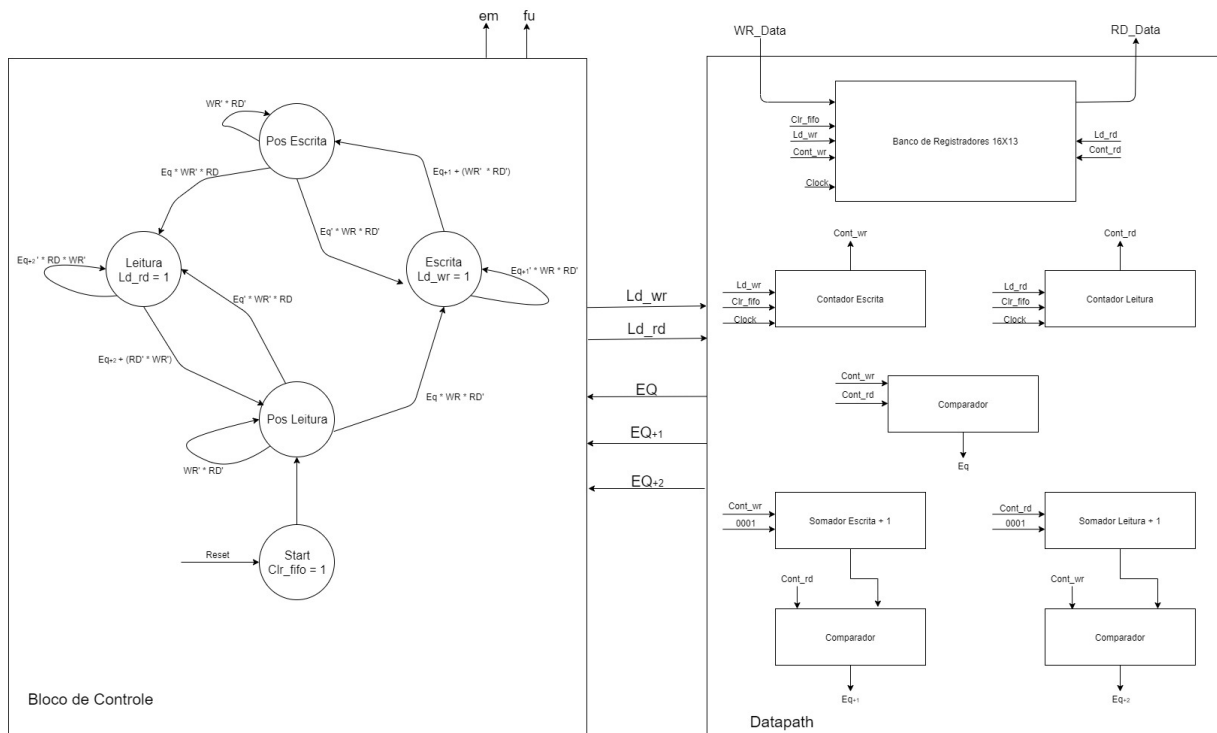 em
fu
WR_Data
RD_Data
WR' * RD'
Pos Escrita
Eq * WR' * RD
Eq+1 + (WR' * RD')
Eq' * WR * RD'
Leitura
Ld_rd = 1
Eq+2 ' * RD * WR'
Escrita
Ld_wr = 1
Eq+1' * WR * RD'
Eq' * WR' * RD
Eq+2 + (RD' * WR')
Eq * WR * RD'
Pos Leitura
WR' * RD'
Reset
Start
Clr_fifo = 1
Bloco de Controle
Ld_wr
Ld_rd
EQ
EQ+1
EQ+2
Clr_fifo
Ld_wr
Cont_wr
Clock
Banco de Registradores 16X13
Ld_rd
Cont_rd
Cont_wr
Ld_wr
Clr_fifo
Clock
Contador Escrita
Cont_rd
Ld_rd
Clr_fifo
Clock
Contador Leitura
Cont_wr
Cont_rd
Comparador
Eq
Cont_wr
0001
Somador Escrita + 1
Cont_rd
Comparador
Eq+1
Cont_rd
0001
Somador Leitura + 1
Cont_wr
Comparador
Eq+2
Datapath